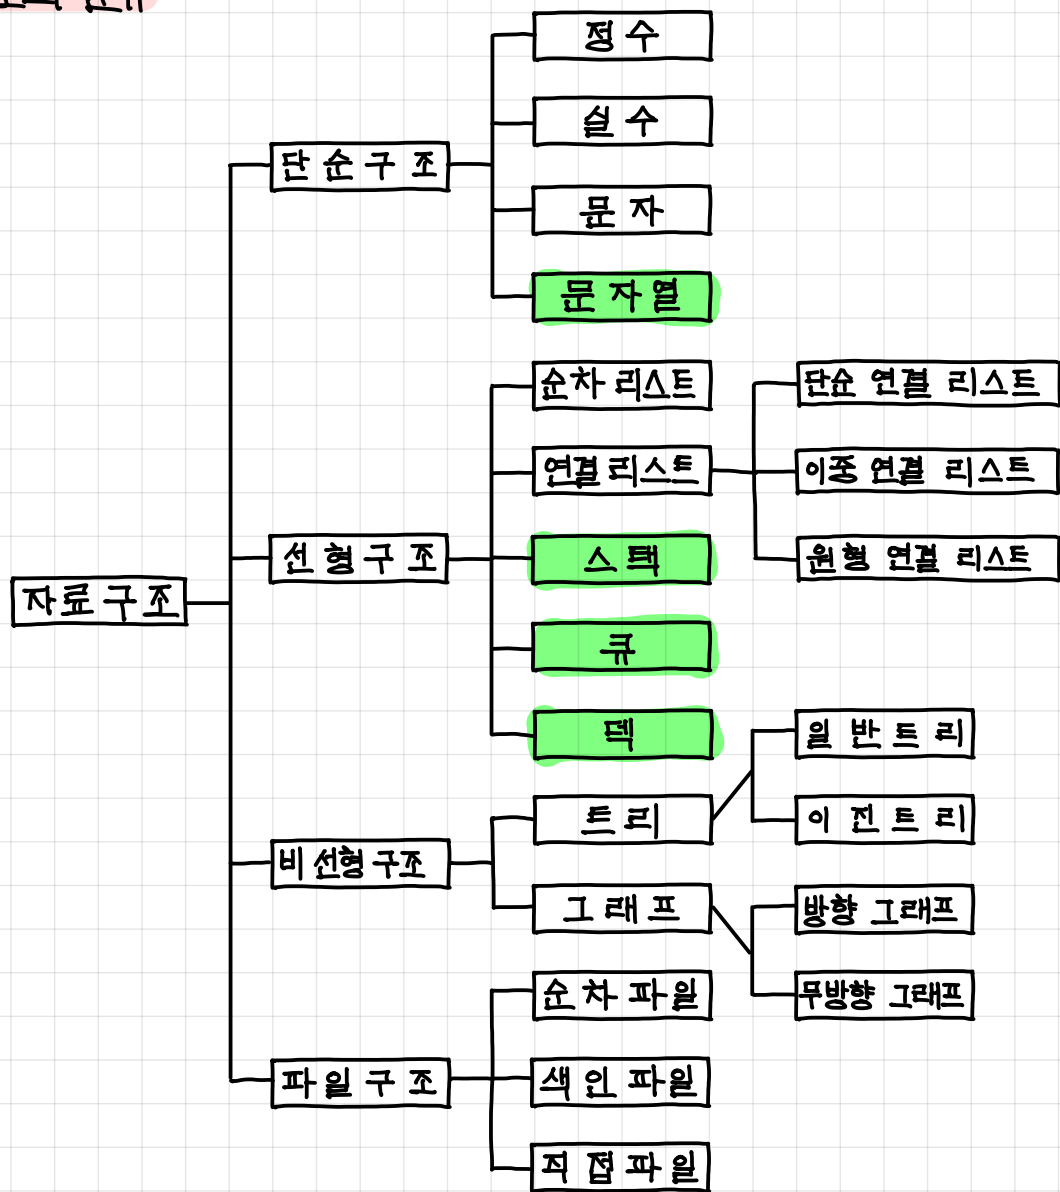 정수
실수
단순구조
문자
문자열
순차 리스트
단순 연결 리스트
연결리스트
이중 연결 리스트
선형구조
스택
원형 연결 리스트
자료구조
큐
덱
일반트리
트리
이진트리
비선형구조
그래프
방향 그래프
순차파일
무방향 그래프
파일구조
색인파일
직접파일